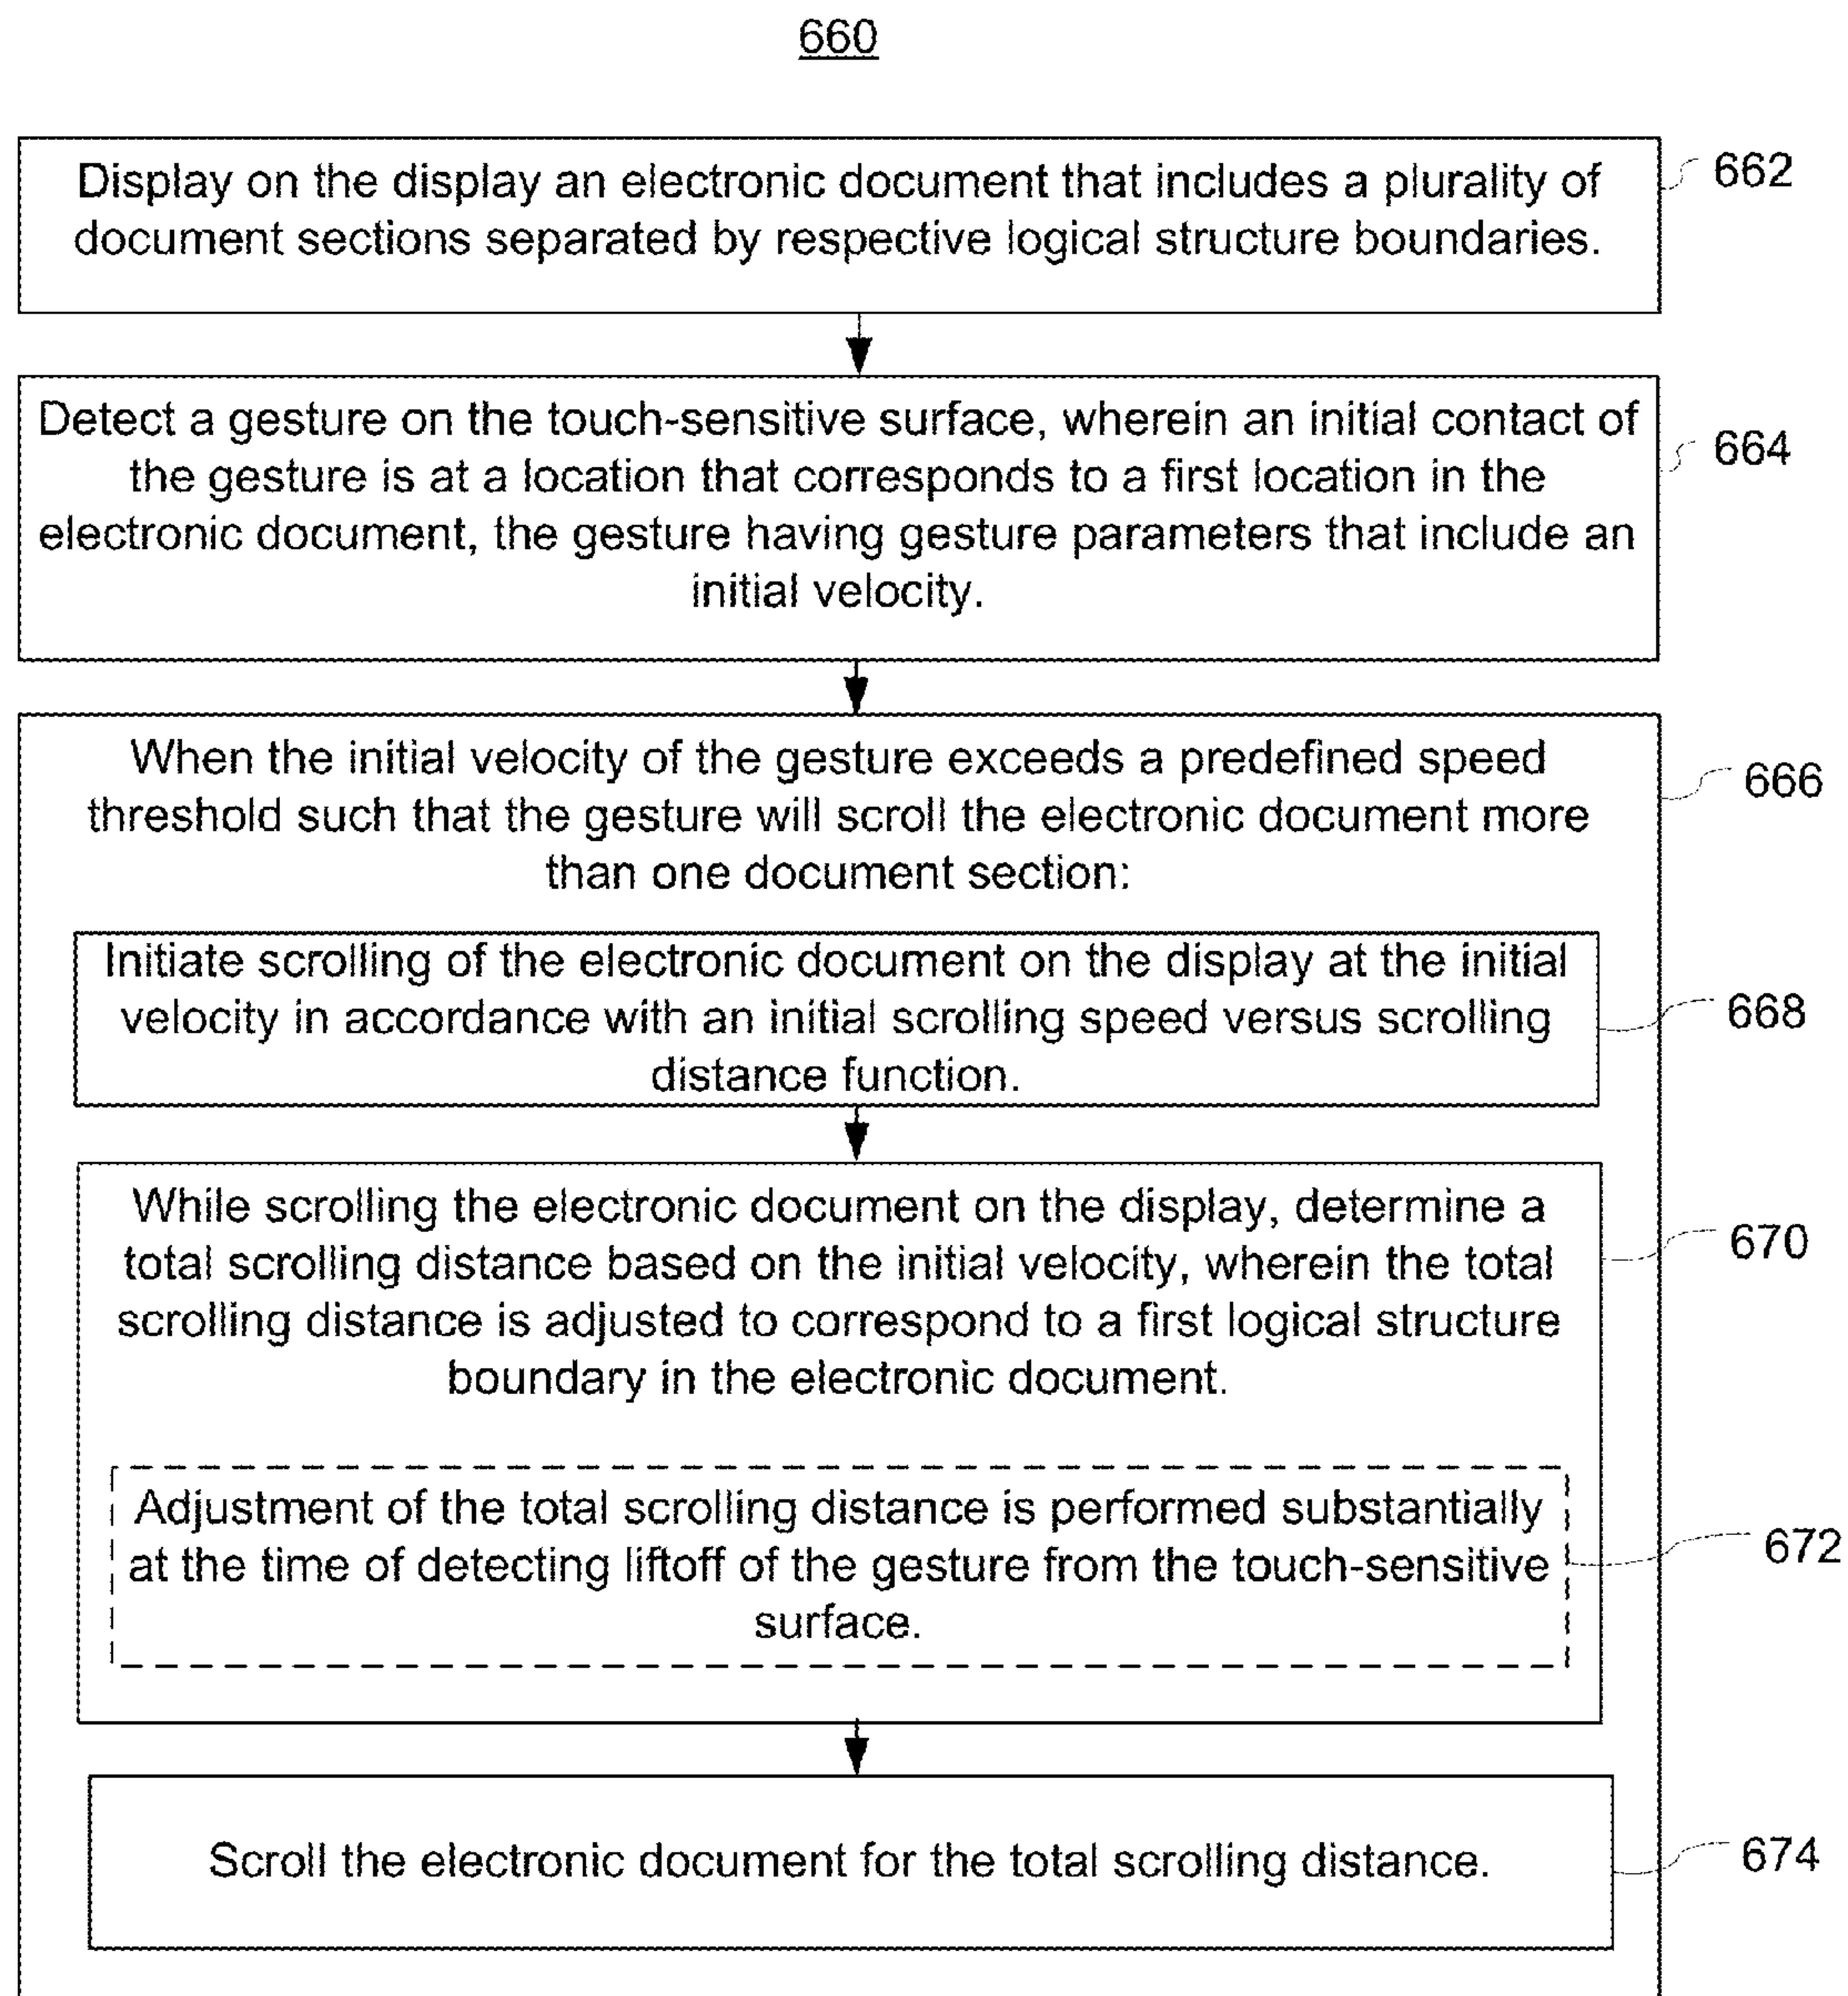 660
Display on the display an electronic document that includes a plurality of
document sections separated by respective logical structure boundaries.
662
Detect a gesture on the touch-sensitive surface, wherein an initial contact of
the gesture is at a location that corresponds to a first location in the
electronic document, the gesture having gesture parameters that include an
initial velocity.
664
When the initial velocity of the gesture exceeds a predefined speed
threshold such that the gesture will scroll the electronic document more
than one document section:
666
Initiate scrolling of the electronic document on the display at the initial
velocity in accordance with an initial scrolling speed versus scrolling
distance function.
668
While scrolling the electronic document on the display, determine a
total scrolling distance based on the initial velocity, wherein the total
scrolling distance is adjusted to correspond to a first logical structure
boundary in the electronic document.
670
Adjustment of the total scrolling distance is performed substantially
at the time of detecting liftoff of the gesture from the touch-sensitive
surface.
672
Scroll the electronic document for the total scrolling distance.
674